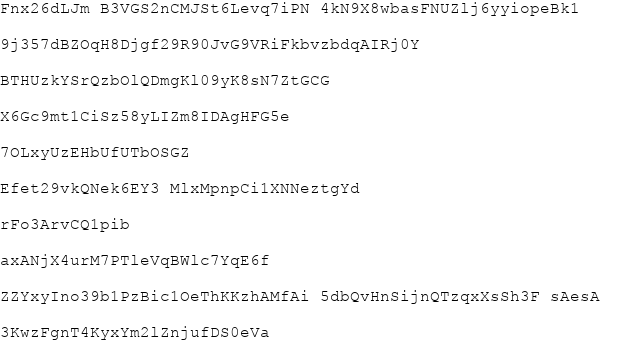 Fnx26dLJm B3VGS2nCMJSt6Levq7iPN 4kN9X8wbasFNUZlj6yyiopeBk1
9j357dBZOqH8Djgf29R90JvG9VRiFkbvzbdqAIRj0Y
BTHUzkYSrQzbOlQDmgKl09yK8sN7ZtGCG
X6Gc9mt1CiSz58yLIZm8IDAgHFG5e
7OLxyUzEHbUfUTbOSGZ
Efet29vkQNek6EY3 MlxMpnpCi1XNNeztgYd
rFo3ArvCQ1pib
axANjX4urM7PTleVqBWlc7YqE6f
ZZYxyIno39b1PzBic1OeThKKzhAMfAi 5dbQvHnSijnQTzqxXsSh3F sAesA
3KwzFgnT4KyxYm2lZnjufDS0eVa